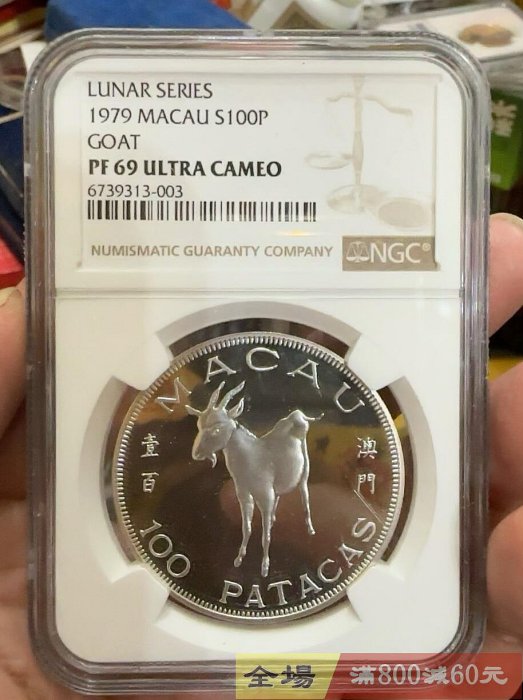 LUNAR SERIES
1979 MACAU S100P
GOAT
PF 69 ULTRA CAMEO
6739313-003
NUMISMATIC GUARANTY COMPANY
NGC®
MACAU
壹百
澳門
100 PATACAS
全場
滿800減60元